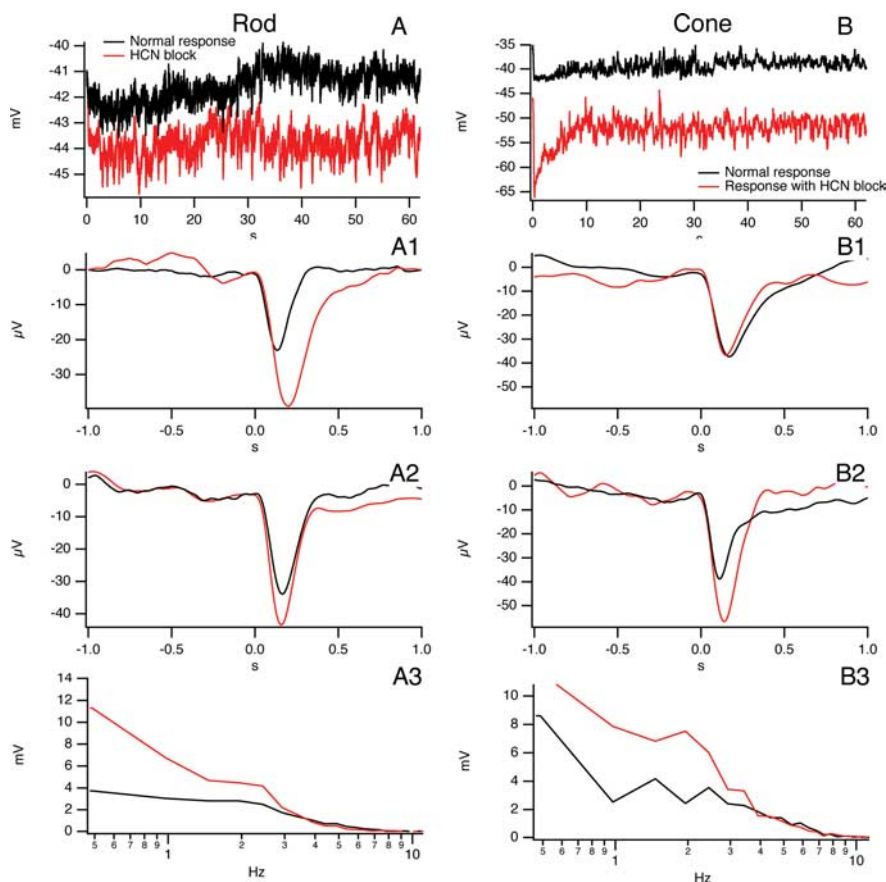 Rod
Cone
A
-40
-41
-42
-43
-44
-45
mV
Normal response
HCN block
0 10 20 30 40 50 60
s
B
-35
-40
-45
-50
-55
-60
-65
mV
Normal response
Response with HCN block
0 10 20 30 40 50 60
A1
0
-10
-20
-30
µV
-1.0 -0.5 0.0 0.5 1.0
s
B1
0
-10
-20
-30
-40
-50
µV
-1.0 -0.5 0.0 0.5 1.0
s
A2
0
-10
-20
-30
-40
µV
-1.0 -0.5 0.0 0.5 1.0
s
B2
0
-10
-20
-30
-40
-50
µV
-1.0 -0.5 0.0 0.5 1.0
s
A3
14
12
10
8
6
4
2
0
mV
5 6 7 8 9 1 2 3 4 5 6 7 8 9 10
Hz
B3
10
8
6
4
2
0
mV
5 6 7 8 9 1 2 3 4 5 6 7 8 9 10
Hz